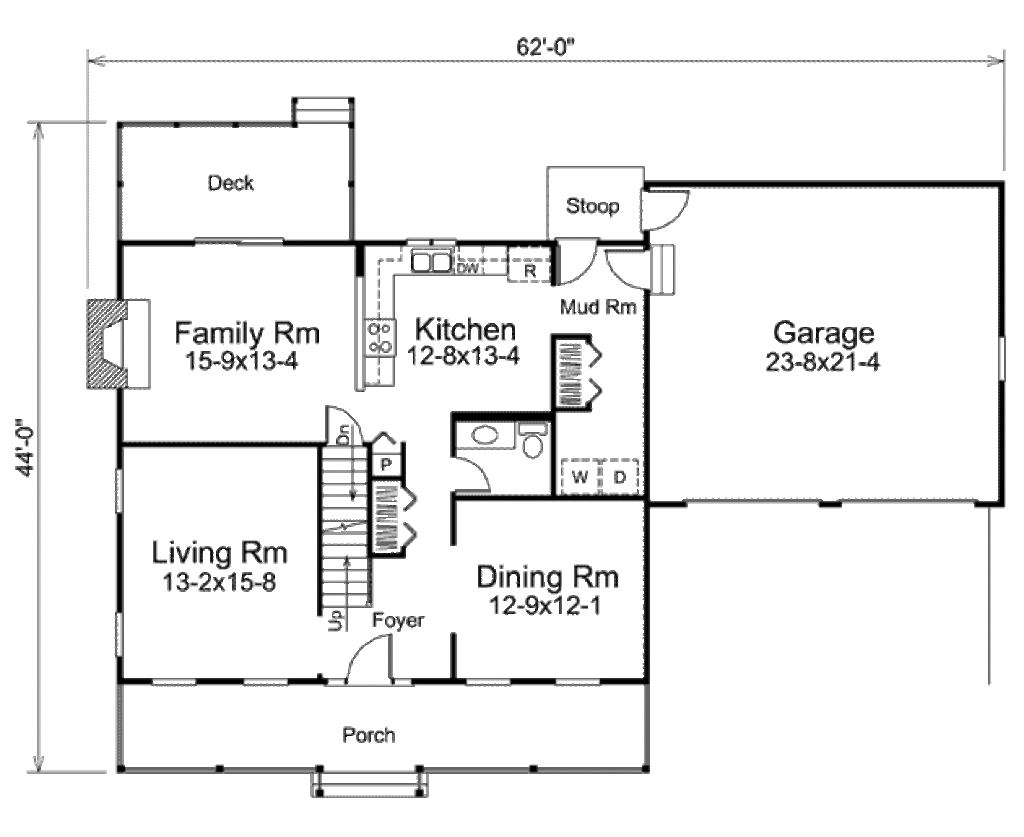 62'-0"
Deck
Stoop
DW
R
Mud Rm
Family Rm
15-9x13-4
Kitchen
12-8x13-4
Garage
23-8x21-4
44'-0"
Dn
P
W
D
Living Rm
13-2x15-8
Dining Rm
12-9x12-1
Up
Foyer
Porch